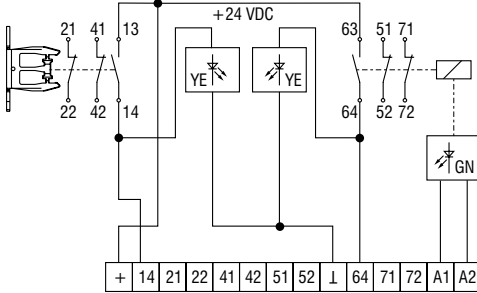 +24 VDC
21 41 13 63 51 71
YE YE
22 42 14 64 52 72
GN
+ 14 21 22 41 42 51 52 ⊥ 64 71 72 A1 A2